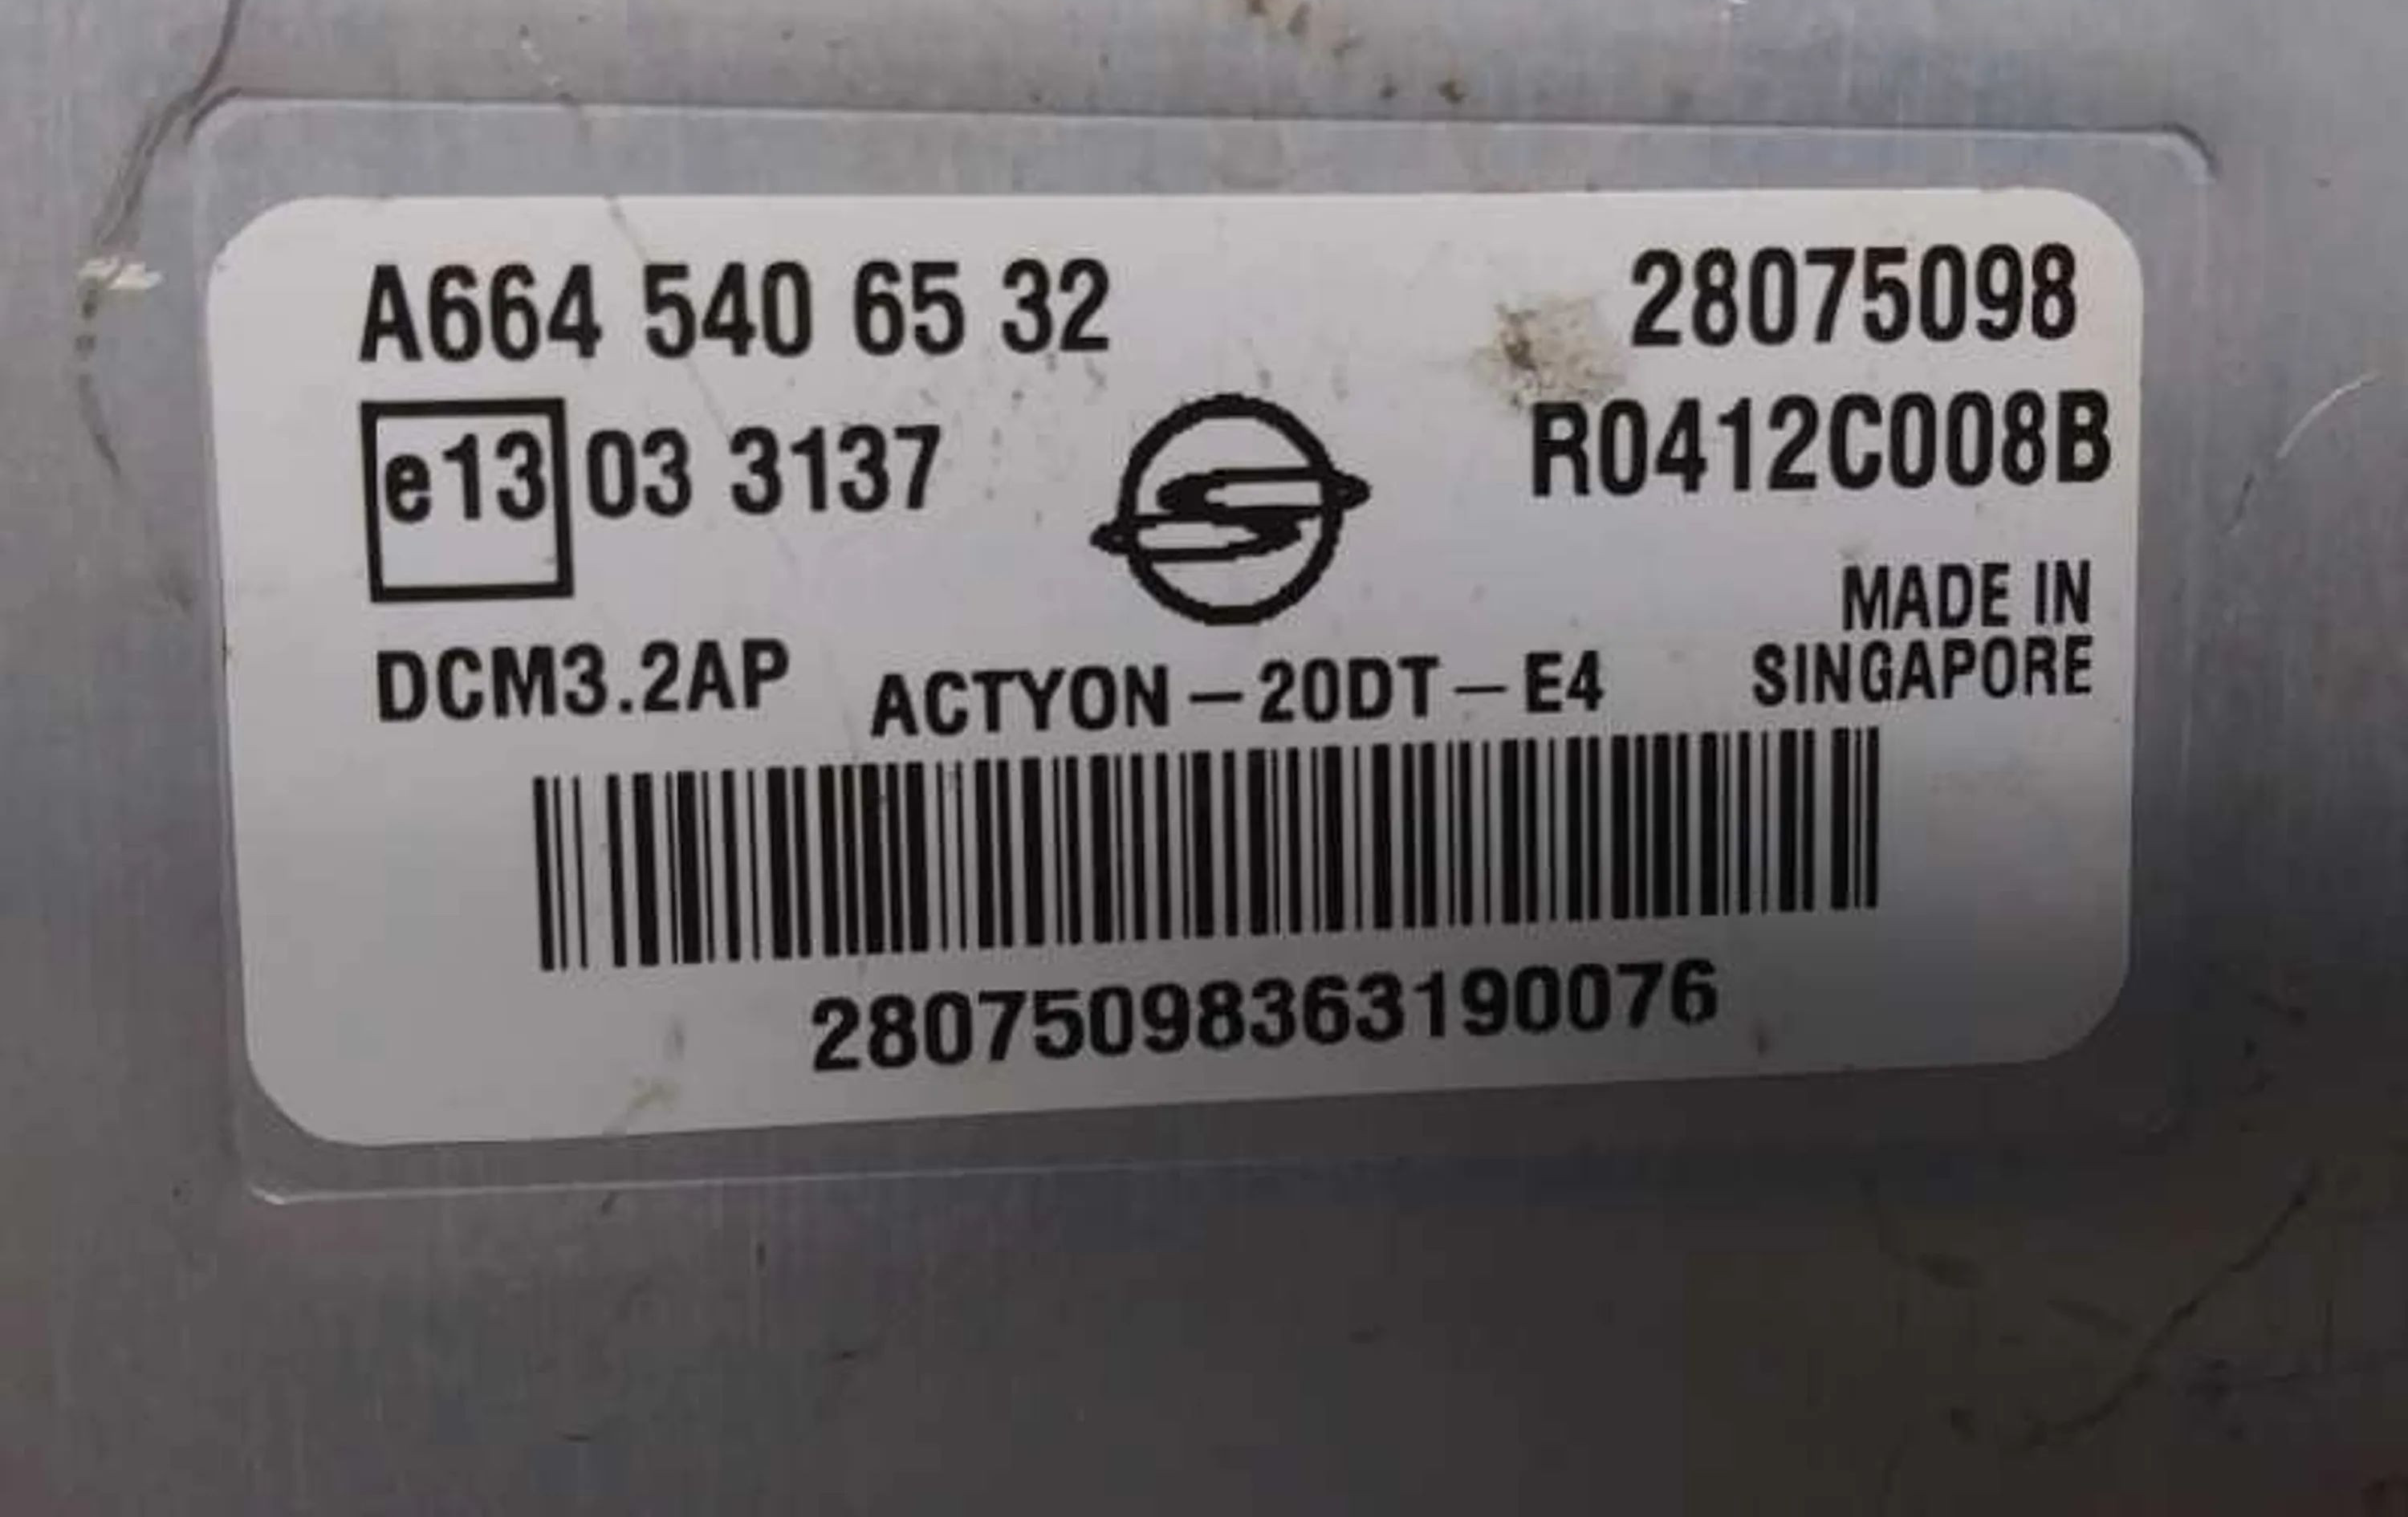 A664 540 65 32
28075098
e13 03 3137
R0412C008B
MADE IN
SINGAPORE
DCM3.2AP
ACTYON-20DT-E4
28075098363190076